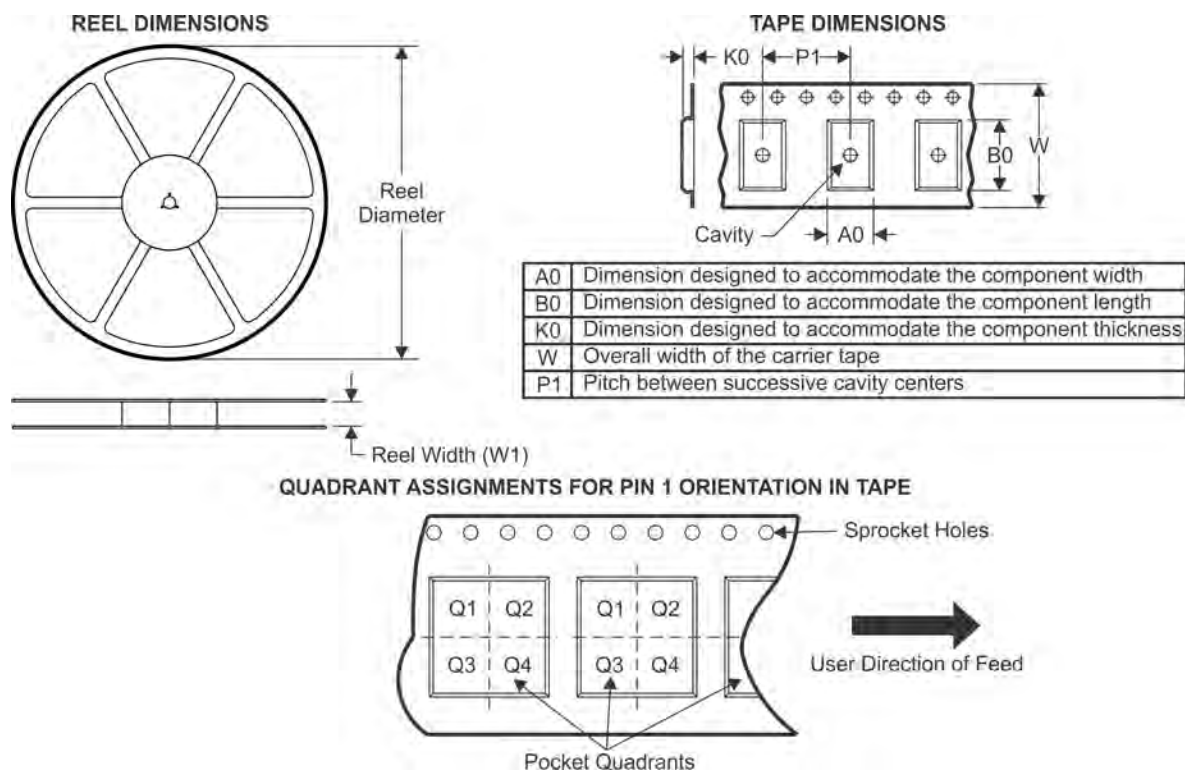 REEL DIMENSIONS
Reel
Diameter
Reel Width (W1)
TAPE DIMENSIONS
K0
P1
B0
W
Cavity
A0
A0 Dimension designed to accommodate the component width
B0 Dimension designed to accommodate the component length
K0 Dimension designed to accommodate the component thickness
W Overall width of the carrier tape
P1 Pitch between successive cavity centers
QUADRANT ASSIGNMENTS FOR PIN 1 ORIENTATION IN TAPE
Sprocket Holes
Q1 Q2 Q1 Q2
Q3 Q4 Q3 Q4
User Direction of Feed
Pocket Quadrants